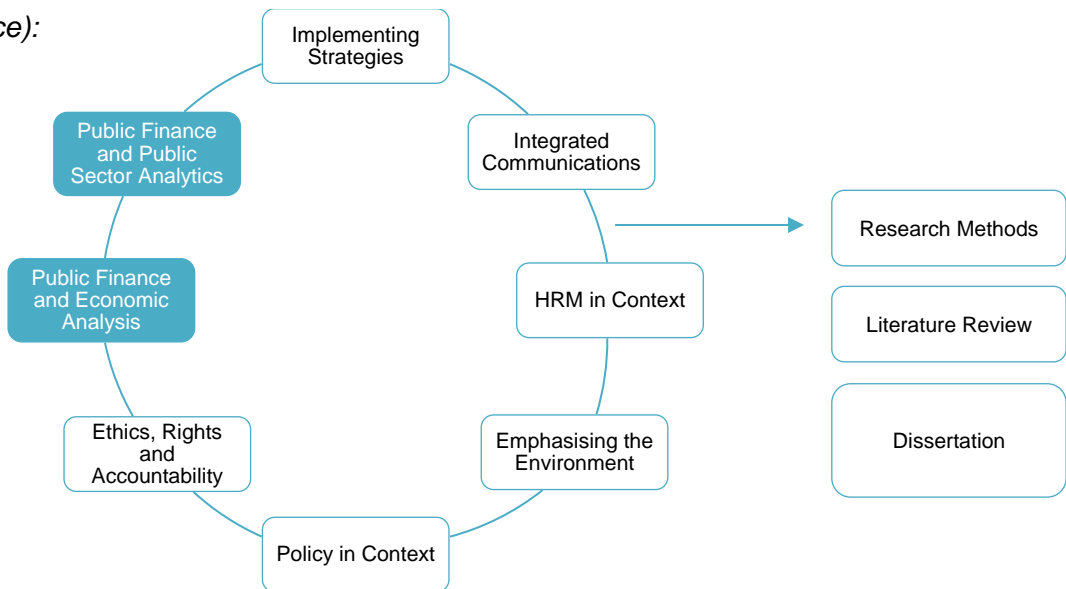 ce):
Implementing
Strategies
Integrated
Communications
HRM in Context
Emphasising the
Environment
Policy in Context
Ethics, Rights
and
Accountability
Public Finance
and Economic
Analysis
Public Finance
and Public
Sector Analytics
Research Methods
Literature Review
Dissertation